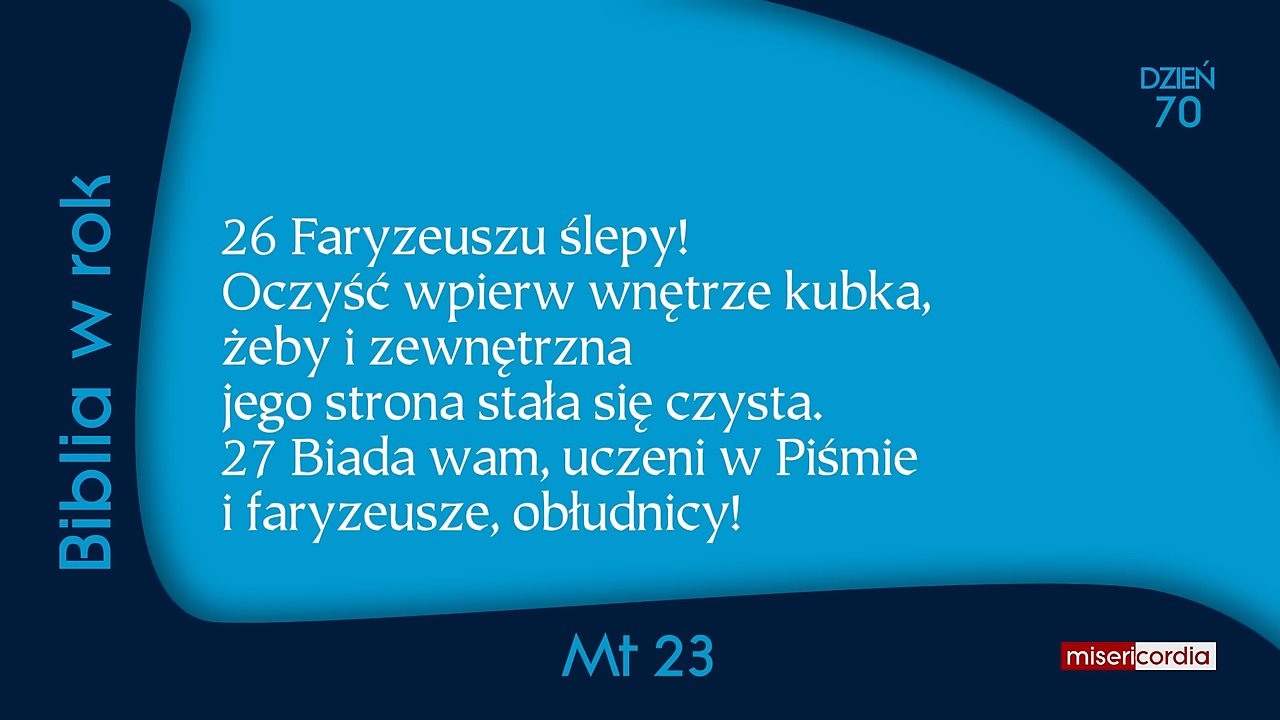 DZIEŃ
70
Biblia w rok
26 Faryzeuszu ślepy!
Oczyść wpierw wnętrze kubka,
żeby i zewnętrzna
jego strona stała się czysta.
27 Biada wam, uczeni w Piśmie
i faryzeusze, obłudnicy!
Mt 23
misericordia